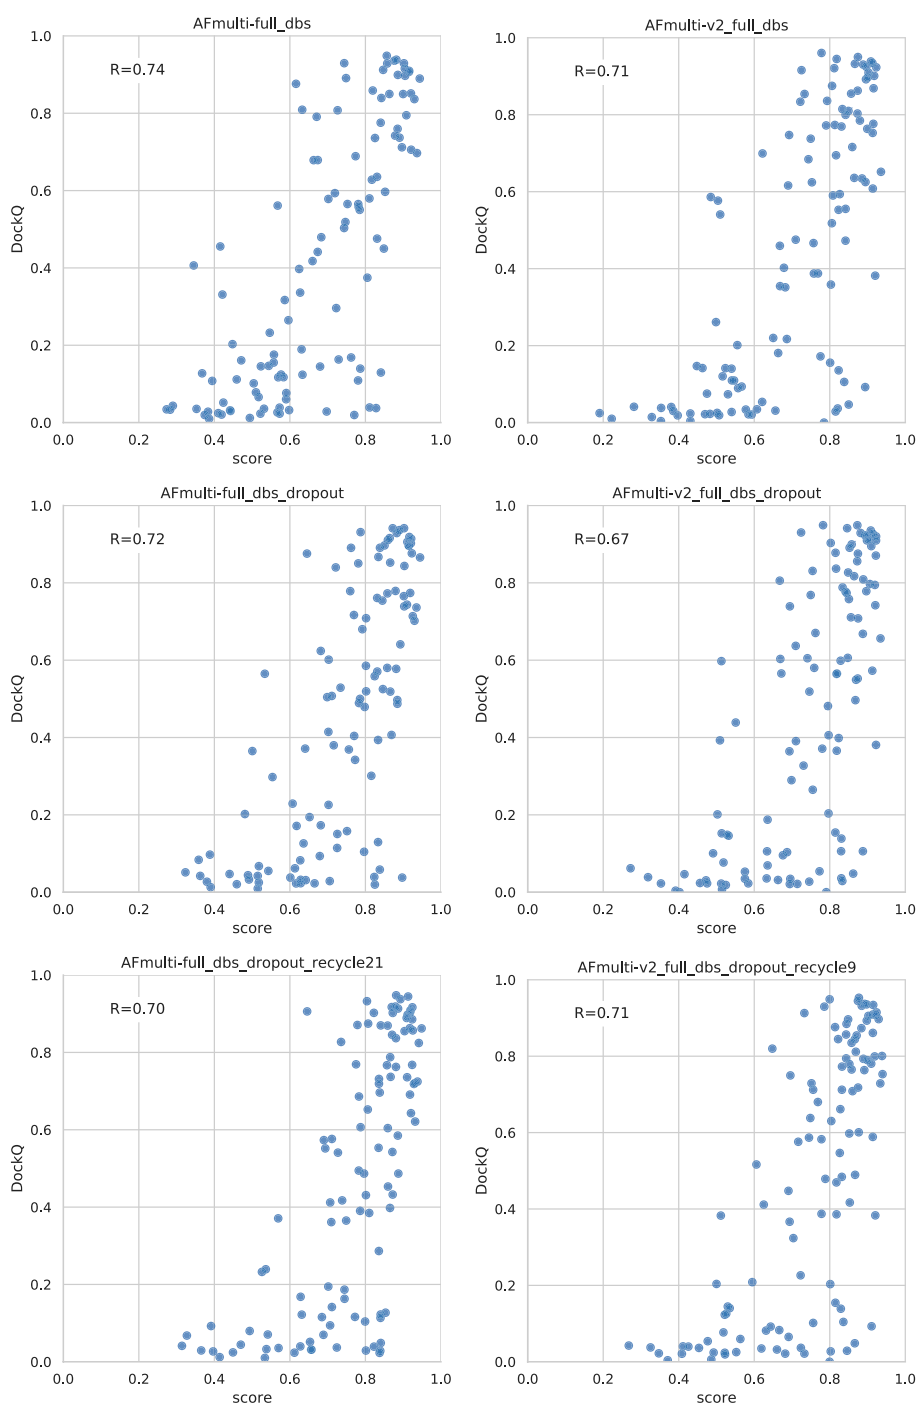 AFmulti-full_dbs
1.0
0.8
0.6
0.4
0.2
0.0
DockQ
R=0.74
0.0 0.2 0.4 0.6 0.8 1.0
score
AFmulti-v2_full_dbs
1.0
0.8
0.6
0.4
0.2
0.0
DockQ
R=0.71
0.0 0.2 0.4 0.6 0.8 1.0
score
AFmulti-full_dbs_dropout
1.0
0.8
0.6
0.4
0.2
0.0
DockQ
R=0.72
0.0 0.2 0.4 0.6 0.8 1.0
score
AFmulti-v2_full_dbs_dropout
1.0
0.8
0.6
0.4
0.2
0.0
DockQ
R=0.67
0.0 0.2 0.4 0.6 0.8 1.0
score
AFmulti-full_dbs_dropout_recycle21
1.0
0.8
0.6
0.4
0.2
0.0
DockQ
R=0.70
0.0 0.2 0.4 0.6 0.8 1.0
score
AFmulti-v2_full_dbs_dropout_recycle9
1.0
0.8
0.6
0.4
0.2
0.0
DockQ
R=0.71
0.0 0.2 0.4 0.6 0.8 1.0
score